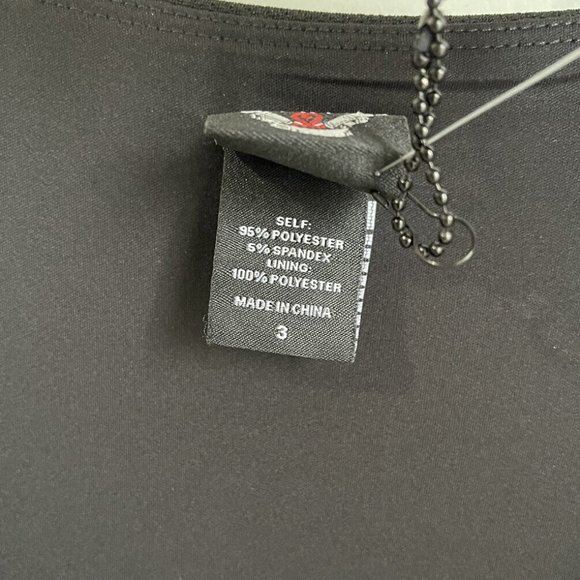 SELF:
95% POLYESTER
5% SPANDEX
LINING:
100% POLYESTER
MADE IN CHINA
3